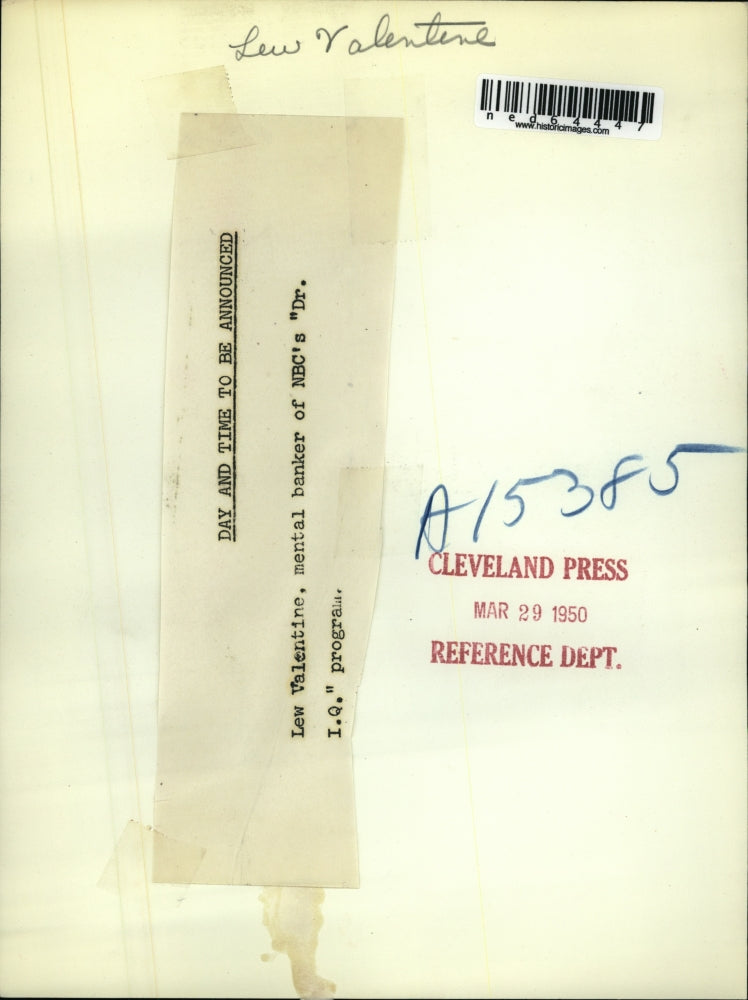 Lew Valentine
ned64447
www.historicimages.com
DAY AND TIME TO BE ANNOUNCED
Lew Valentine, mental banker of NBC's "Dr.
I.Q." program.
A15385
CLEVELAND PRESS
MAR 29 1950
REFERENCE DEPT.